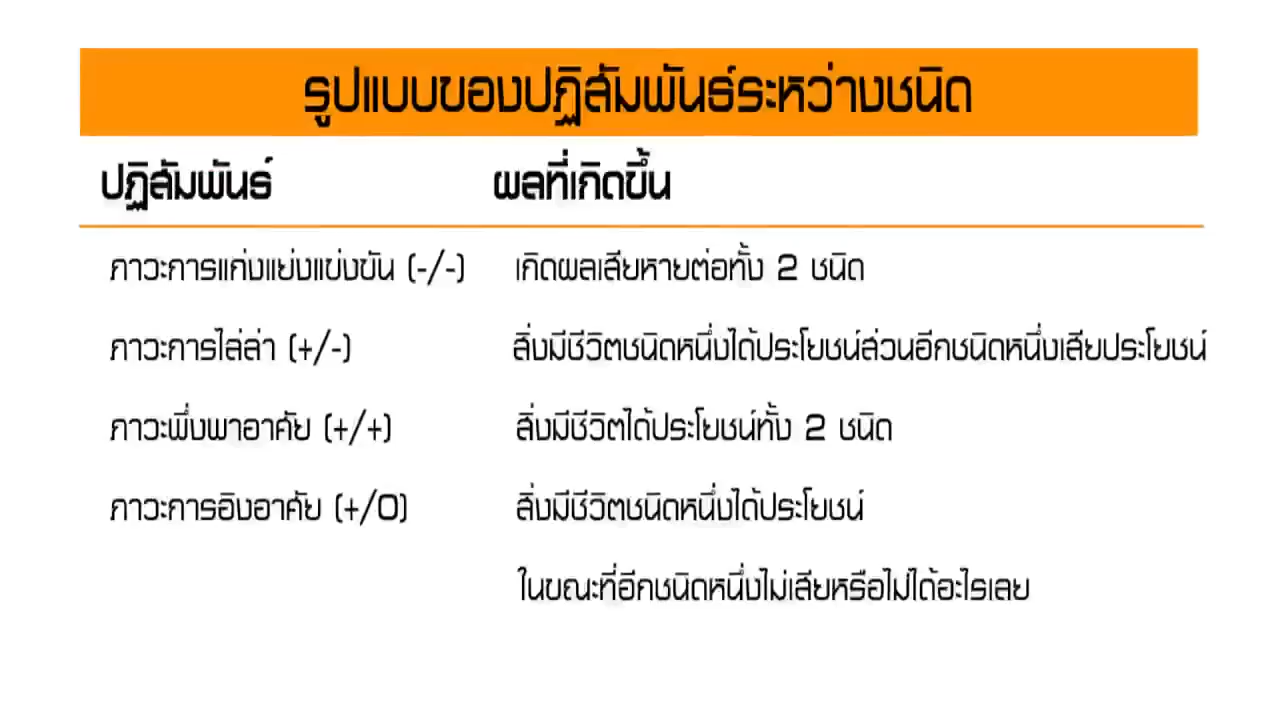 รูปแบบของปฏิสัมพันธ์ระหว่างชนิด
ปฏิสัมพันธ์ ผลที่เกิดขึ้น
ภาวะการแก่งแย่งแข่งขัน (-/-) เกิดผลเสียหายต่อทั้ง 2 ชนิด
ภาวะการไล่ล่า (+/-) สิ่งมีชีวิตชนิดหนึ่งได้ประโยชน์ส่วนอีกชนิดหนึ่งเสียประโยชน์
ภาวะพึ่งพาอาศัย (+/+) สิ่งมีชีวิตได้ประโยชน์ทั้ง 2 ชนิด
ภาวะการอิงอาศัย (+/0) สิ่งมีชีวิตชนิดหนึ่งได้ประโยชน์
ในขณะที่อีกชนิดหนึ่งไม่เสียหรือไม่ได้อะไรเลย